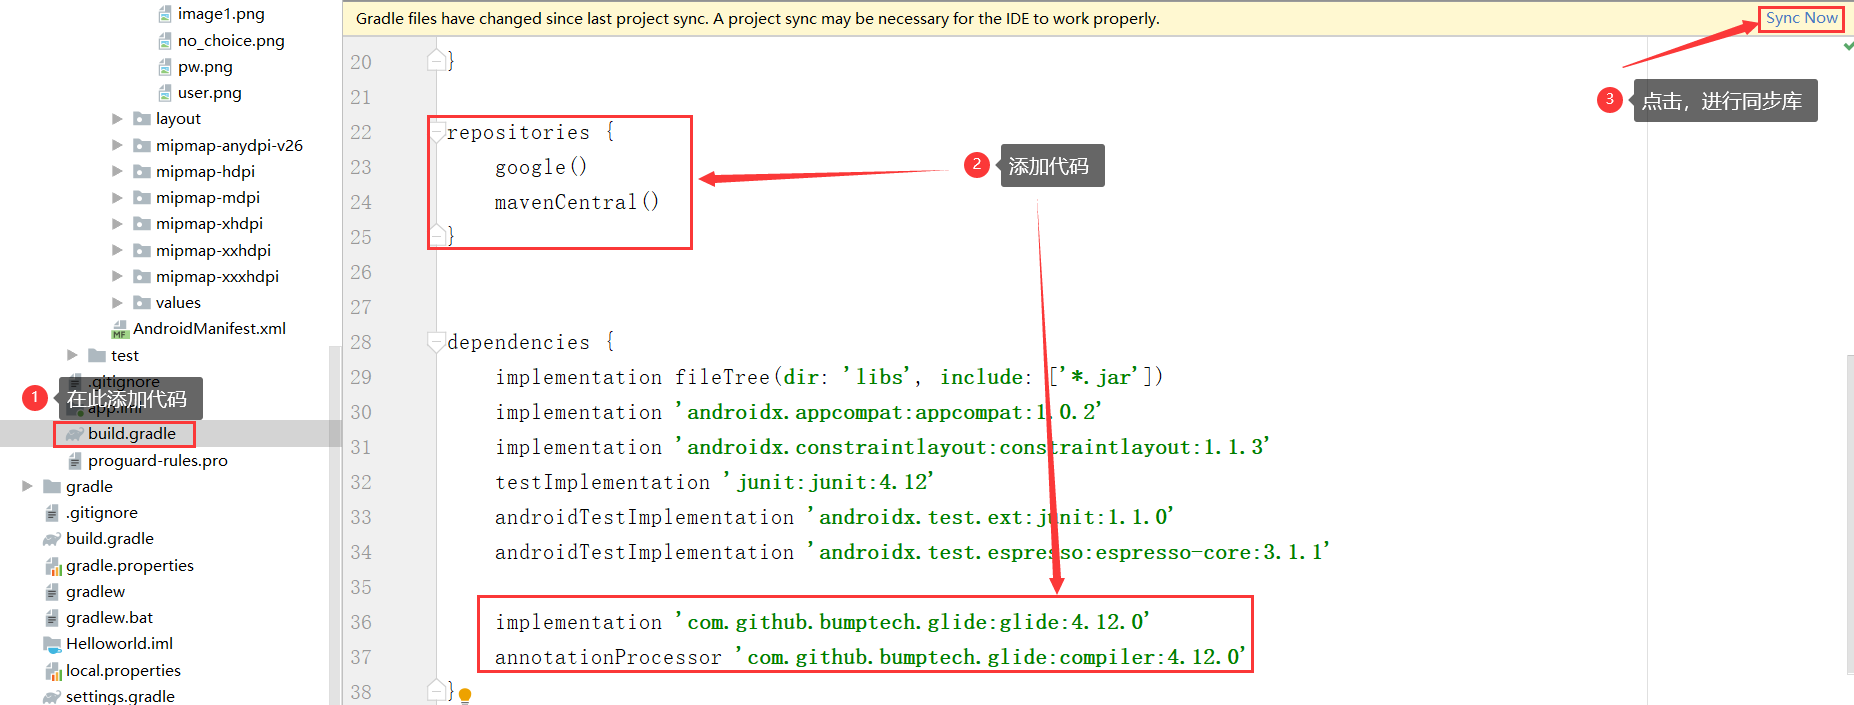 image1.png
no_choice.png
pw.png
user.png
layout
mipmap-anydpi-v26
mipmap-hdpi
mipmap-mdpi
mipmap-xhdpi
mipmap-xxhdpi
mipmap-xxxhdpi
values
MF AndroidManifest.xml
test
.gitignore
1 在此添加代码
app.iml
build.gradle
proguard-rules.pro
gradle
.gitignore
build.gradle
gradle.properties
gradlew
gradlew.bat
Helloworld.iml
local.properties
settings.gradle
Gradle files have changed since last project sync. A project sync may be necessary for the IDE to work properly.
Sync Now
3 点击，进行同步库
2 添加代码
20 }
21
22 repositories {
23 google()
24 mavenCentral()
25 }
26
27
28 dependencies {
29 implementation fileTree(dir: 'libs', include: ['*.jar'])
30 implementation 'androidx.appcompat:appcompat:1.0.2'
31 implementation 'androidx.constraintlayout:constraintlayout:1.1.3'
32 testImplementation 'junit:junit:4.12'
33 androidTestImplementation 'androidx.test.ext:junit:1.1.0'
34 androidTestImplementation 'androidx.test.espresso:espresso-core:3.1.1'
35
36 implementation 'com.github.bumptech.glide:glide:4.12.0'
37 annotationProcessor 'com.github.bumptech.glide:compiler:4.12.0'
38 }